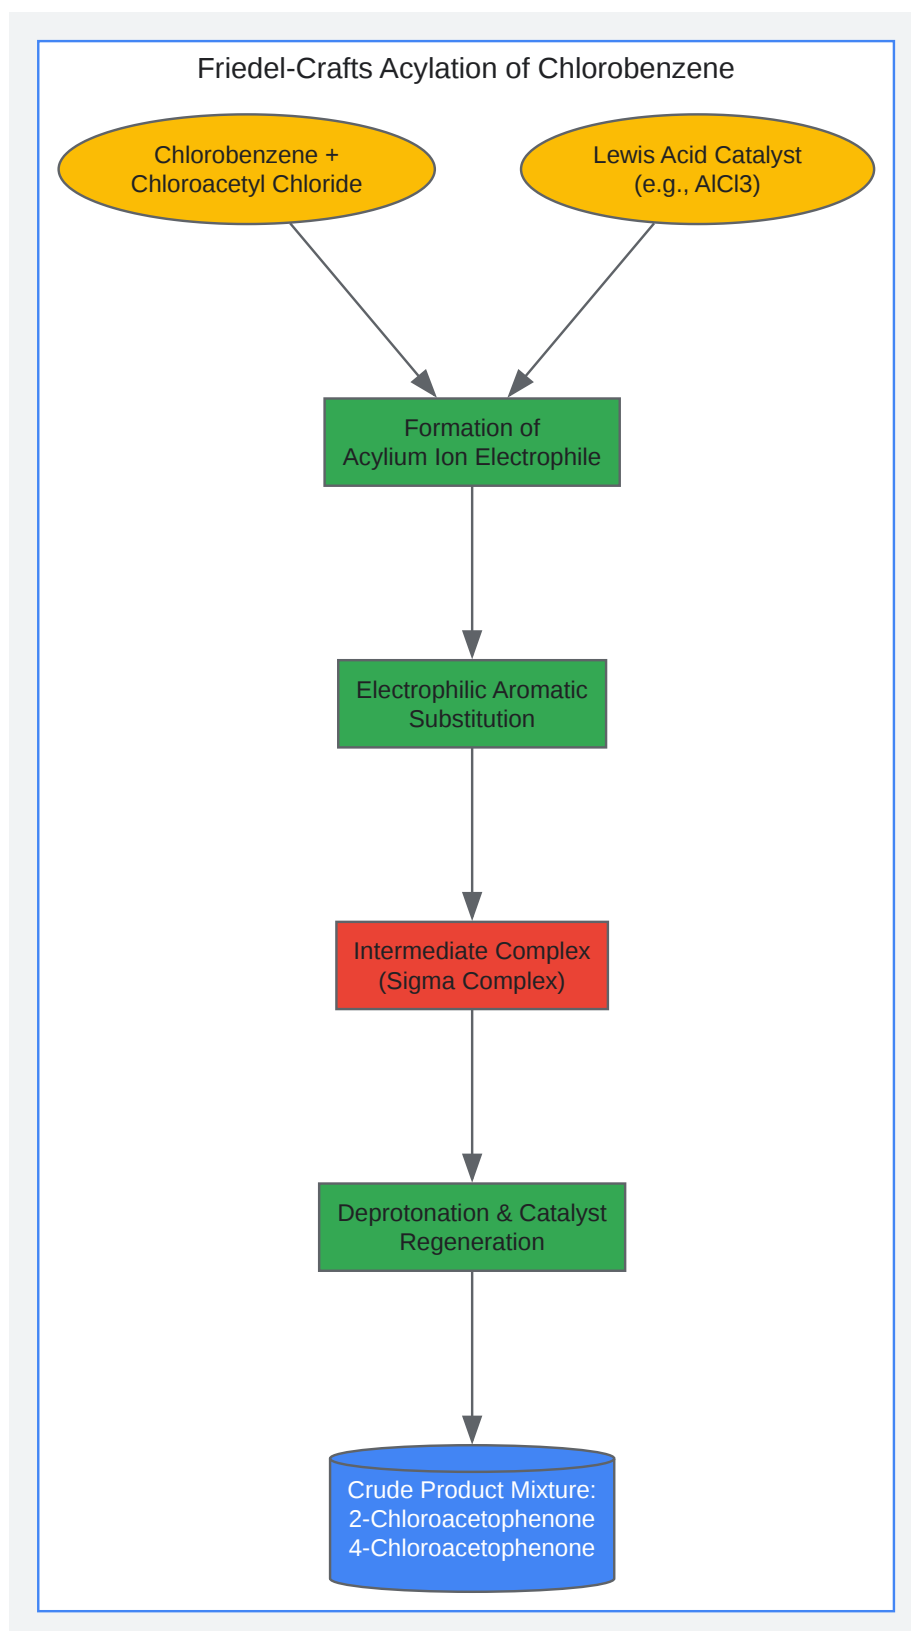 Friedel-Crafts Acylation of Chlorobenzene
Chlorobenzene +
Chloroacetyl Chloride
Lewis Acid Catalyst
(e.g., AlCl3)
Formation of
Acylium Ion Electrophile
Electrophilic Aromatic
Substitution
Intermediate Complex
(Sigma Complex)
Deprotonation & Catalyst
Regeneration
Crude Product Mixture:
2-Chloroacetophenone
4-Chloroacetophenone